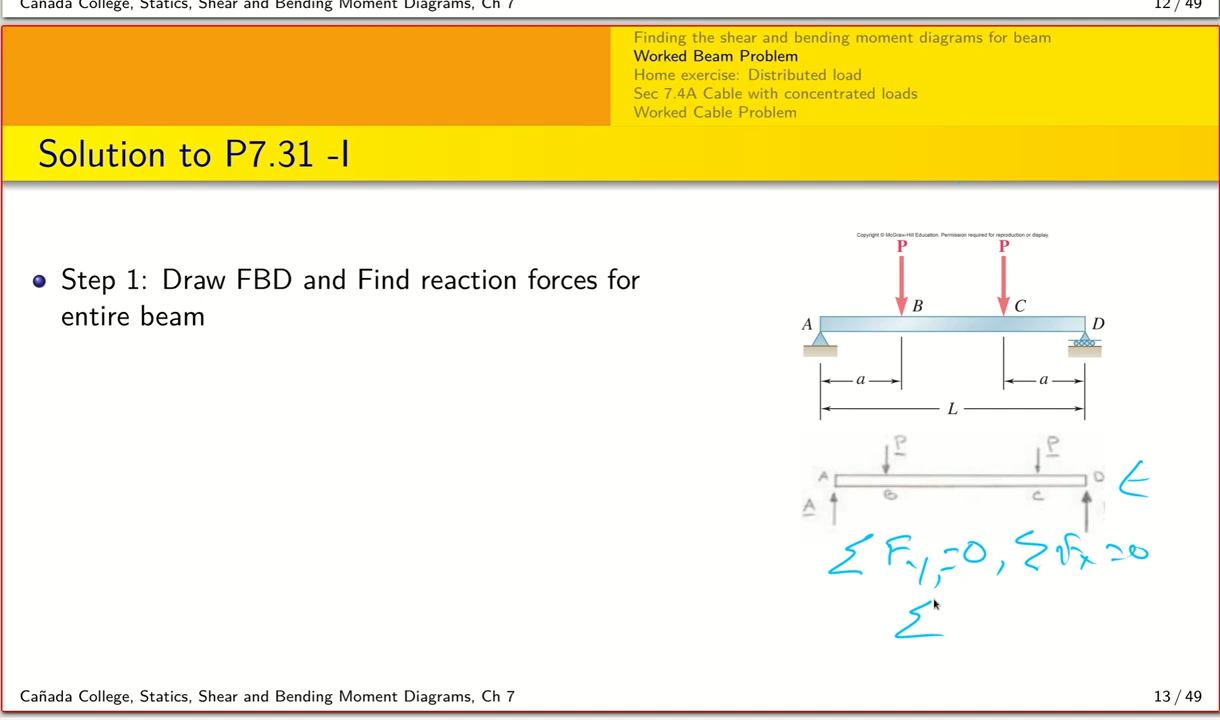 Cañada College, Statics, Shear and Bending Moment Diagrams, Ch 7
12 / 49
Finding the shear and bending moment diagrams for beam
Worked Beam Problem
Home exercise: Distributed load
Sec 7.4A Cable with concentrated loads
Worked Cable Problem
Solution to P7.31 -I
Step 1: Draw FBD and Find reaction forces for
entire beam
Copyright © McGraw-Hill Education. Permission required for reproduction or display.
P P
B C
A D
a a
L
P P
A D
B C
A
Σ Fy = 0, Σ Fx = 0
Σ
Cañada College, Statics, Shear and Bending Moment Diagrams, Ch 7
13 / 49